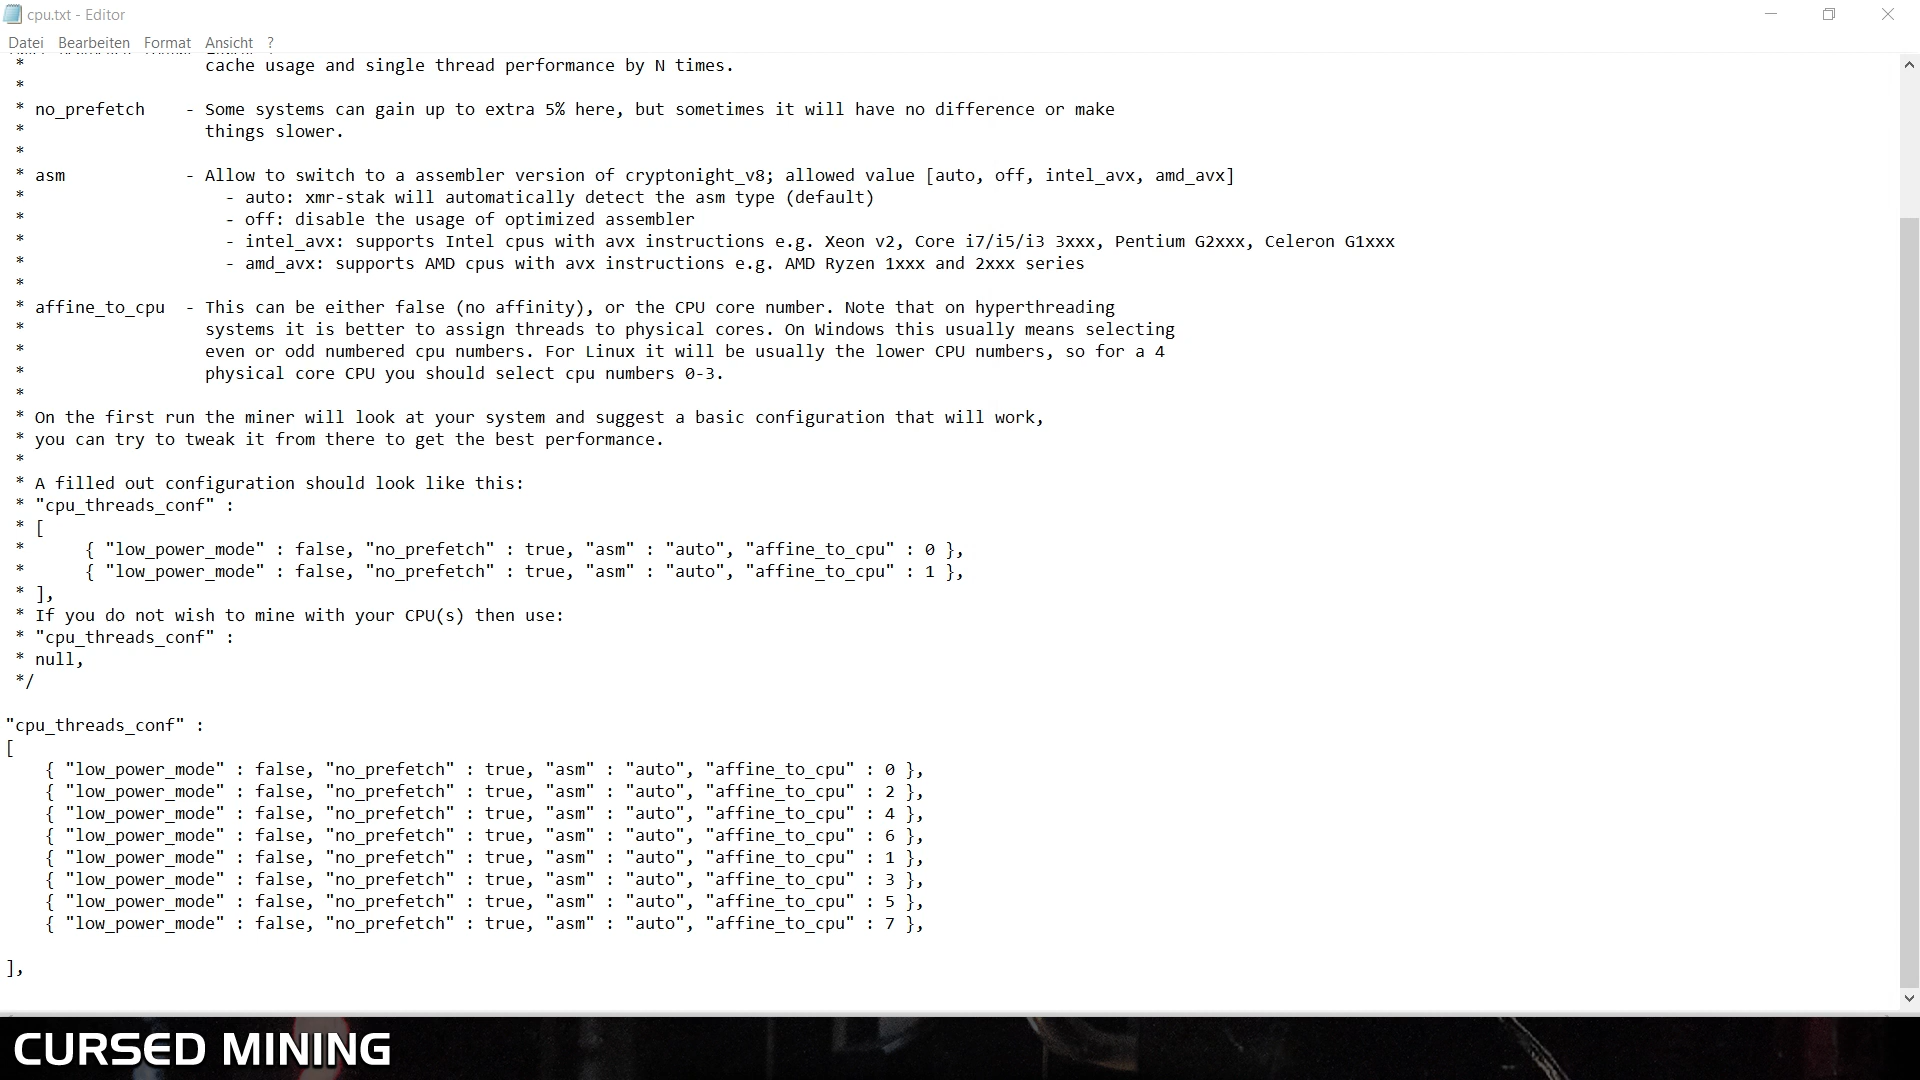 cpu.txt - Editor
Datei Bearbeiten Format Ansicht ?
* cache usage and single thread performance by N times.
*
* no_prefetch - Some systems can gain up to extra 5% here, but sometimes it will have no difference or make
* things slower.
*
* asm - Allow to switch to a assembler version of cryptonight_v8; allowed value [auto, off, intel_avx, amd_avx]
* - auto: xmr-stak will automatically detect the asm type (default)
* - off: disable the usage of optimized assembler
* - intel_avx: supports Intel cpus with avx instructions e.g. Xeon v2, Core i7/i5/i3 3xxx, Pentium G2xxx, Celeron G1xxx
* - amd_avx: supports AMD cpus with avx instructions e.g. AMD Ryzen 1xxx and 2xxx series
*
* affine_to_cpu - This can be either false (no affinity), or the CPU core number. Note that on hyperthreading
* systems it is better to assign threads to physical cores. On Windows this usually means selecting
* even or odd numbered cpu numbers. For Linux it will be usually the lower CPU numbers, so for a 4
* physical core CPU you should select cpu numbers 0-3.
*
* On the first run the miner will look at your system and suggest a basic configuration that will work,
* you can try to tweak it from there to get the best performance.
*
* A filled out configuration should look like this:
* "cpu_threads_conf" :
* [
* { "low_power_mode" : false, "no_prefetch" : true, "asm" : "auto", "affine_to_cpu" : 0 },
* { "low_power_mode" : false, "no_prefetch" : true, "asm" : "auto", "affine_to_cpu" : 1 },
* ],
* If you do not wish to mine with your CPU(s) then use:
* "cpu_threads_conf" :
* null,
*/
"cpu_threads_conf" :
[
{ "low_power_mode" : false, "no_prefetch" : true, "asm" : "auto", "affine_to_cpu" : 0 },
{ "low_power_mode" : false, "no_prefetch" : true, "asm" : "auto", "affine_to_cpu" : 2 },
{ "low_power_mode" : false, "no_prefetch" : true, "asm" : "auto", "affine_to_cpu" : 4 },
{ "low_power_mode" : false, "no_prefetch" : true, "asm" : "auto", "affine_to_cpu" : 6 },
{ "low_power_mode" : false, "no_prefetch" : true, "asm" : "auto", "affine_to_cpu" : 1 },
{ "low_power_mode" : false, "no_prefetch" : true, "asm" : "auto", "affine_to_cpu" : 3 },
{ "low_power_mode" : false, "no_prefetch" : true, "asm" : "auto", "affine_to_cpu" : 5 },
{ "low_power_mode" : false, "no_prefetch" : true, "asm" : "auto", "affine_to_cpu" : 7 },
],
CURSED MINING